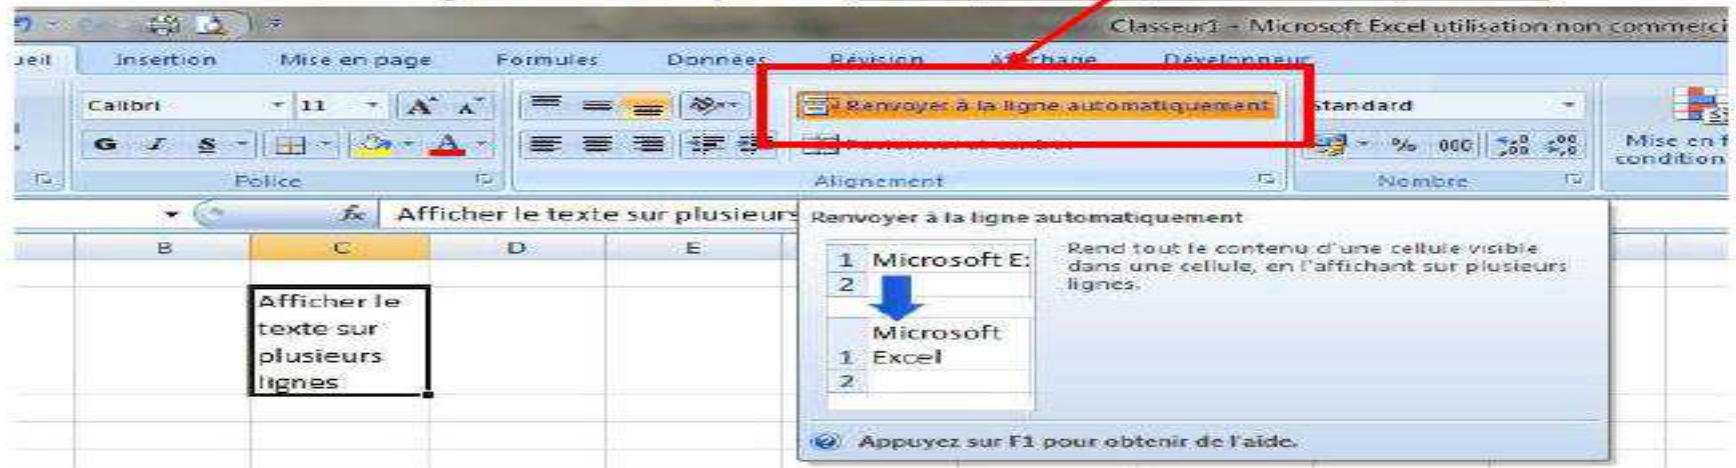 Classeur1 - Microsoft Excel utilisation non commerci
ueil Insertion Mise en page Formules Données Révision Affichage Développeur
Calibri 11 A A Renvoyer à la ligne automatiquement Standard
G I S A % 000 Mise en f
condition
Police Alignement Nombre
fx Afficher le texte sur plusieurs
B C D E
Afficher le
texte sur
plusieurs
lignes
Renvoyer à la ligne automatiquement
1 Microsoft E
2
Microsoft
1 Excel
2
Rend tout le contenu d'une cellule visible
dans une cellule, en l'affichant sur plusieurs
lignes.
Appuyez sur F1 pour obtenir de l'aide.